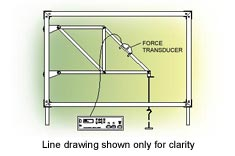 FORCE
TRANSDUCER
Line drawing shown only for clarity